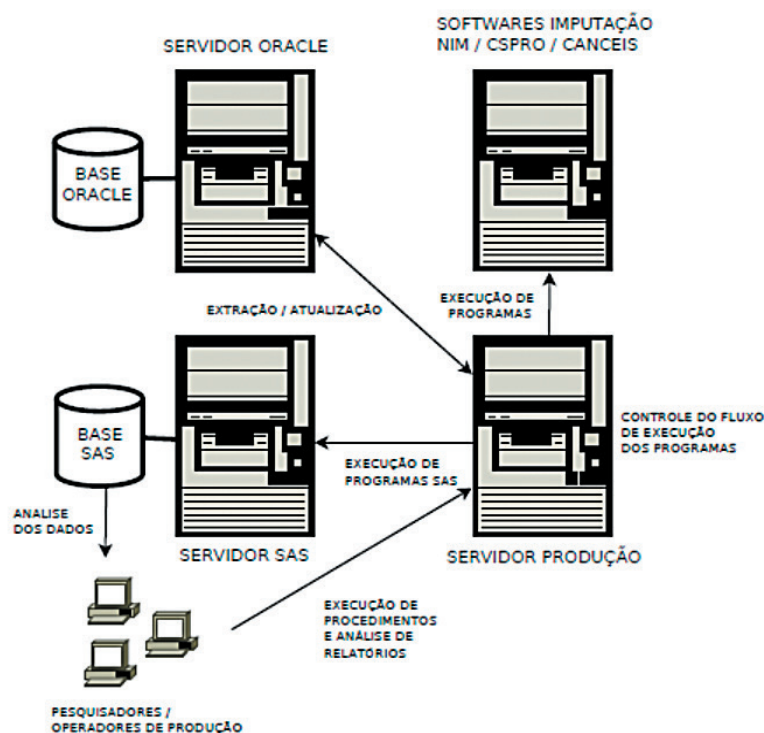 SERVIDOR ORACLE
SOFTWARES IMPUTAÇÃO
NIM / CSPRO / CANCEIS
BASE
ORACLE
EXTRAÇÃO / ATUALIZAÇÃO
EXECUÇÃO DE
PROGRAMAS
BASE
SAS
EXECUÇÃO DE
PROGRAMAS SAS
CONTROLE DO FLUXO
DE EXECUÇÃO
DOS PROGRAMAS
ANALISE
DOS DADOS
SERVIDOR SAS
SERVIDOR PRODUÇÃO
EXECUÇÃO DE
PROCEDIMENTOS
E ANÁLISE DE
RELATÓRIOS
PESQUISADORES /
OPERADORES DE PRODUÇÃO